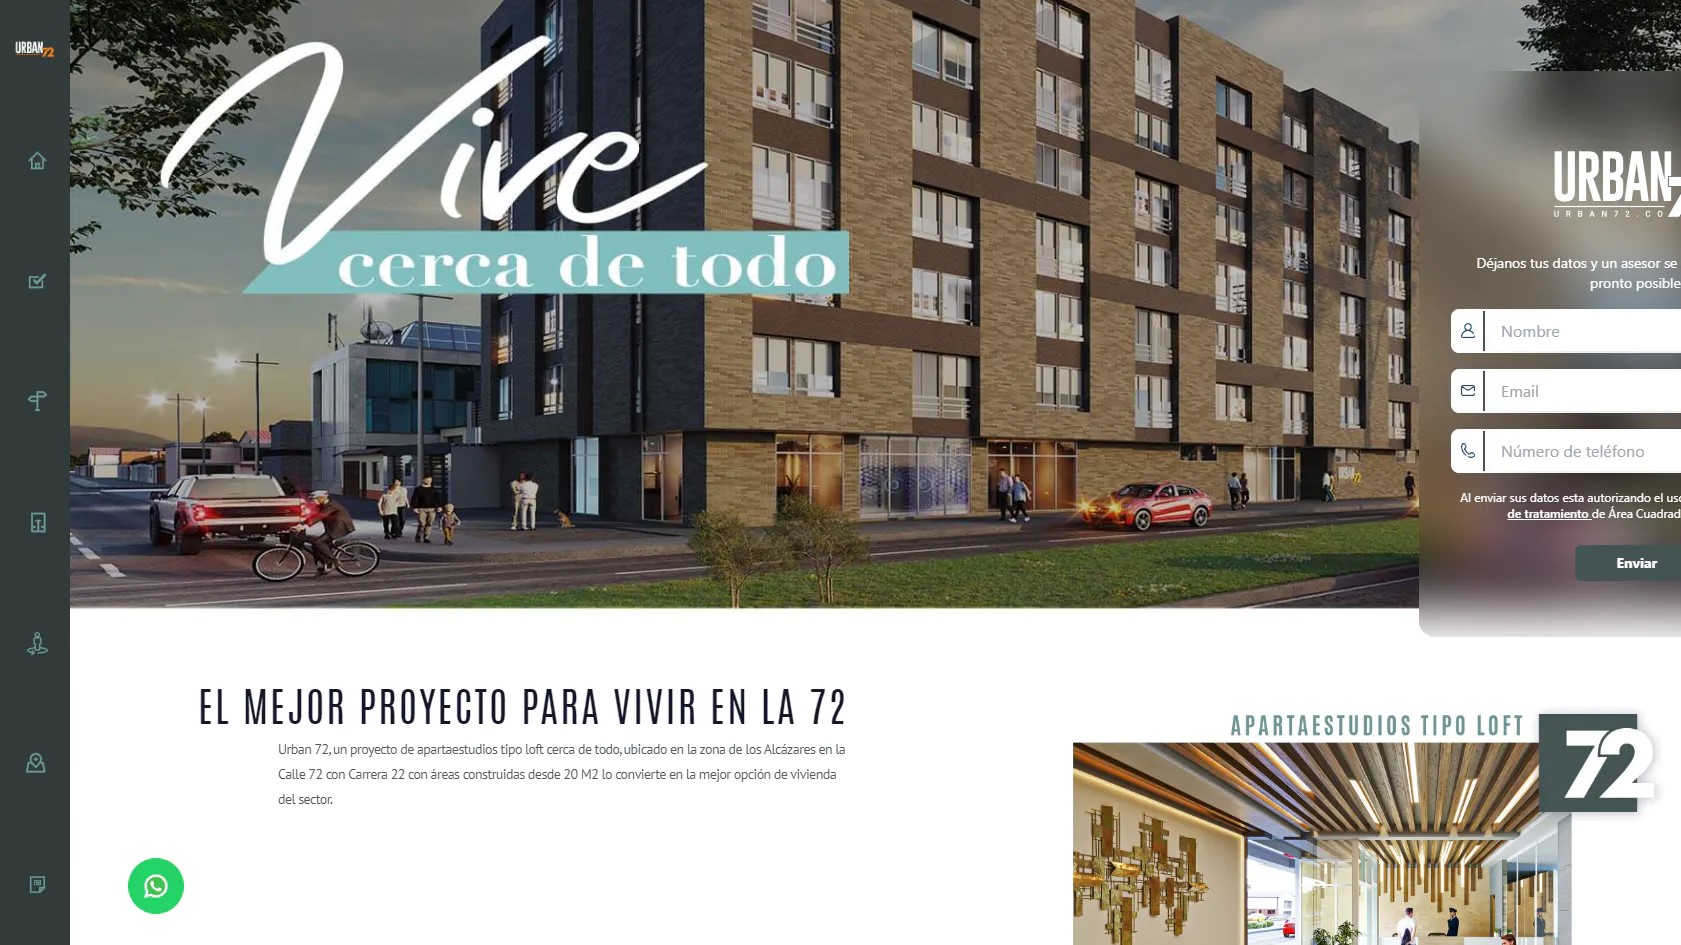 URBAN72
Vive
cerca de todo
URBAN7
URBAN72.CO
Déjanos tus datos y un asesor se
pronto posible
Nombre
Email
Número de teléfono
Al enviar sus datos esta autorizando el uso
de tratamiento de Área Cuadrad
Enviar
URBAN72
EL MEJOR PROYECTO PARA VIVIR EN LA 72
Urban 72, un proyecto de apartaestudios tipo loft cerca de todo, ubicado en la zona de los Alcázares en la
Calle 72 con Carrera 22 con áreas construidas desde 20 M2 lo convierte en la mejor opción de vivienda
del sector.
APARTAESTUDIOS TIPO LOFT
72